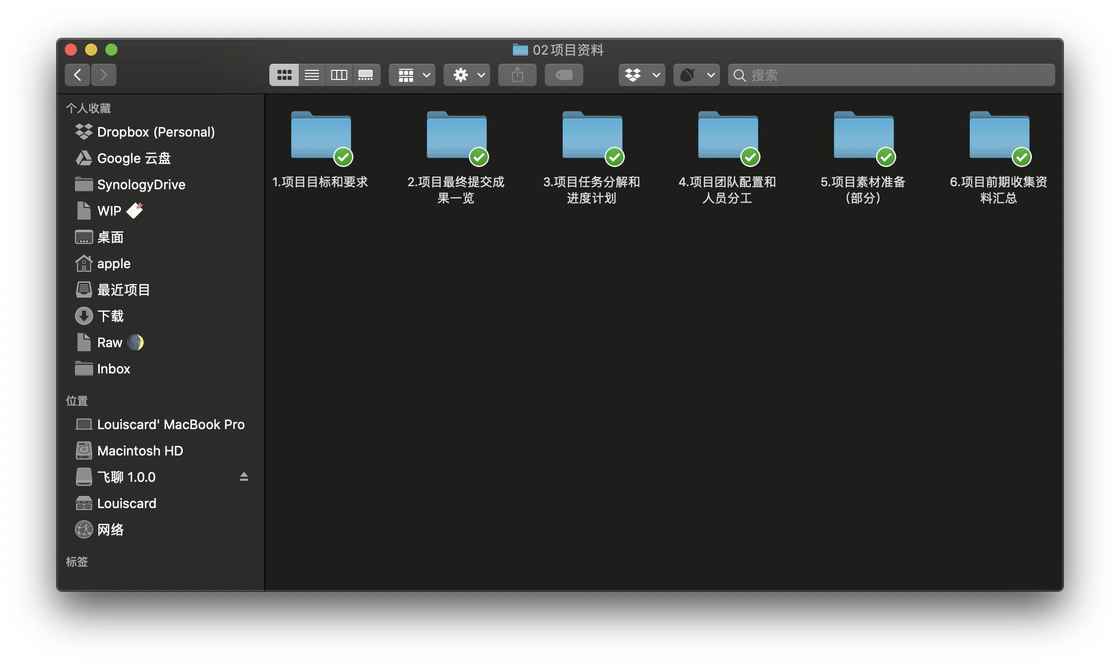 02项目资料
搜索
个人收藏
Dropbox (Personal)
Google 云盘
SynologyDrive
WIP
桌面
apple
最近项目
下载
Raw
Inbox
位置
Louiscard' MacBook Pro
Macintosh HD
飞聊 1.0.0
Louiscard
网络
标签
1.项目目标和要求
2.项目最终提交成
果一览
3.项目任务分解和
进度计划
4.项目团队配置和
人员分工
5.项目素材准备
(部分)
6.项目前期收集资
料汇总